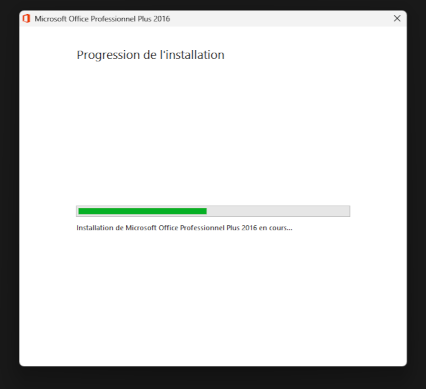 Microsoft Office Professionnel Plus 2016
Progression de l'installation
Installation de Microsoft Office Professionnel Plus 2016 en cours...